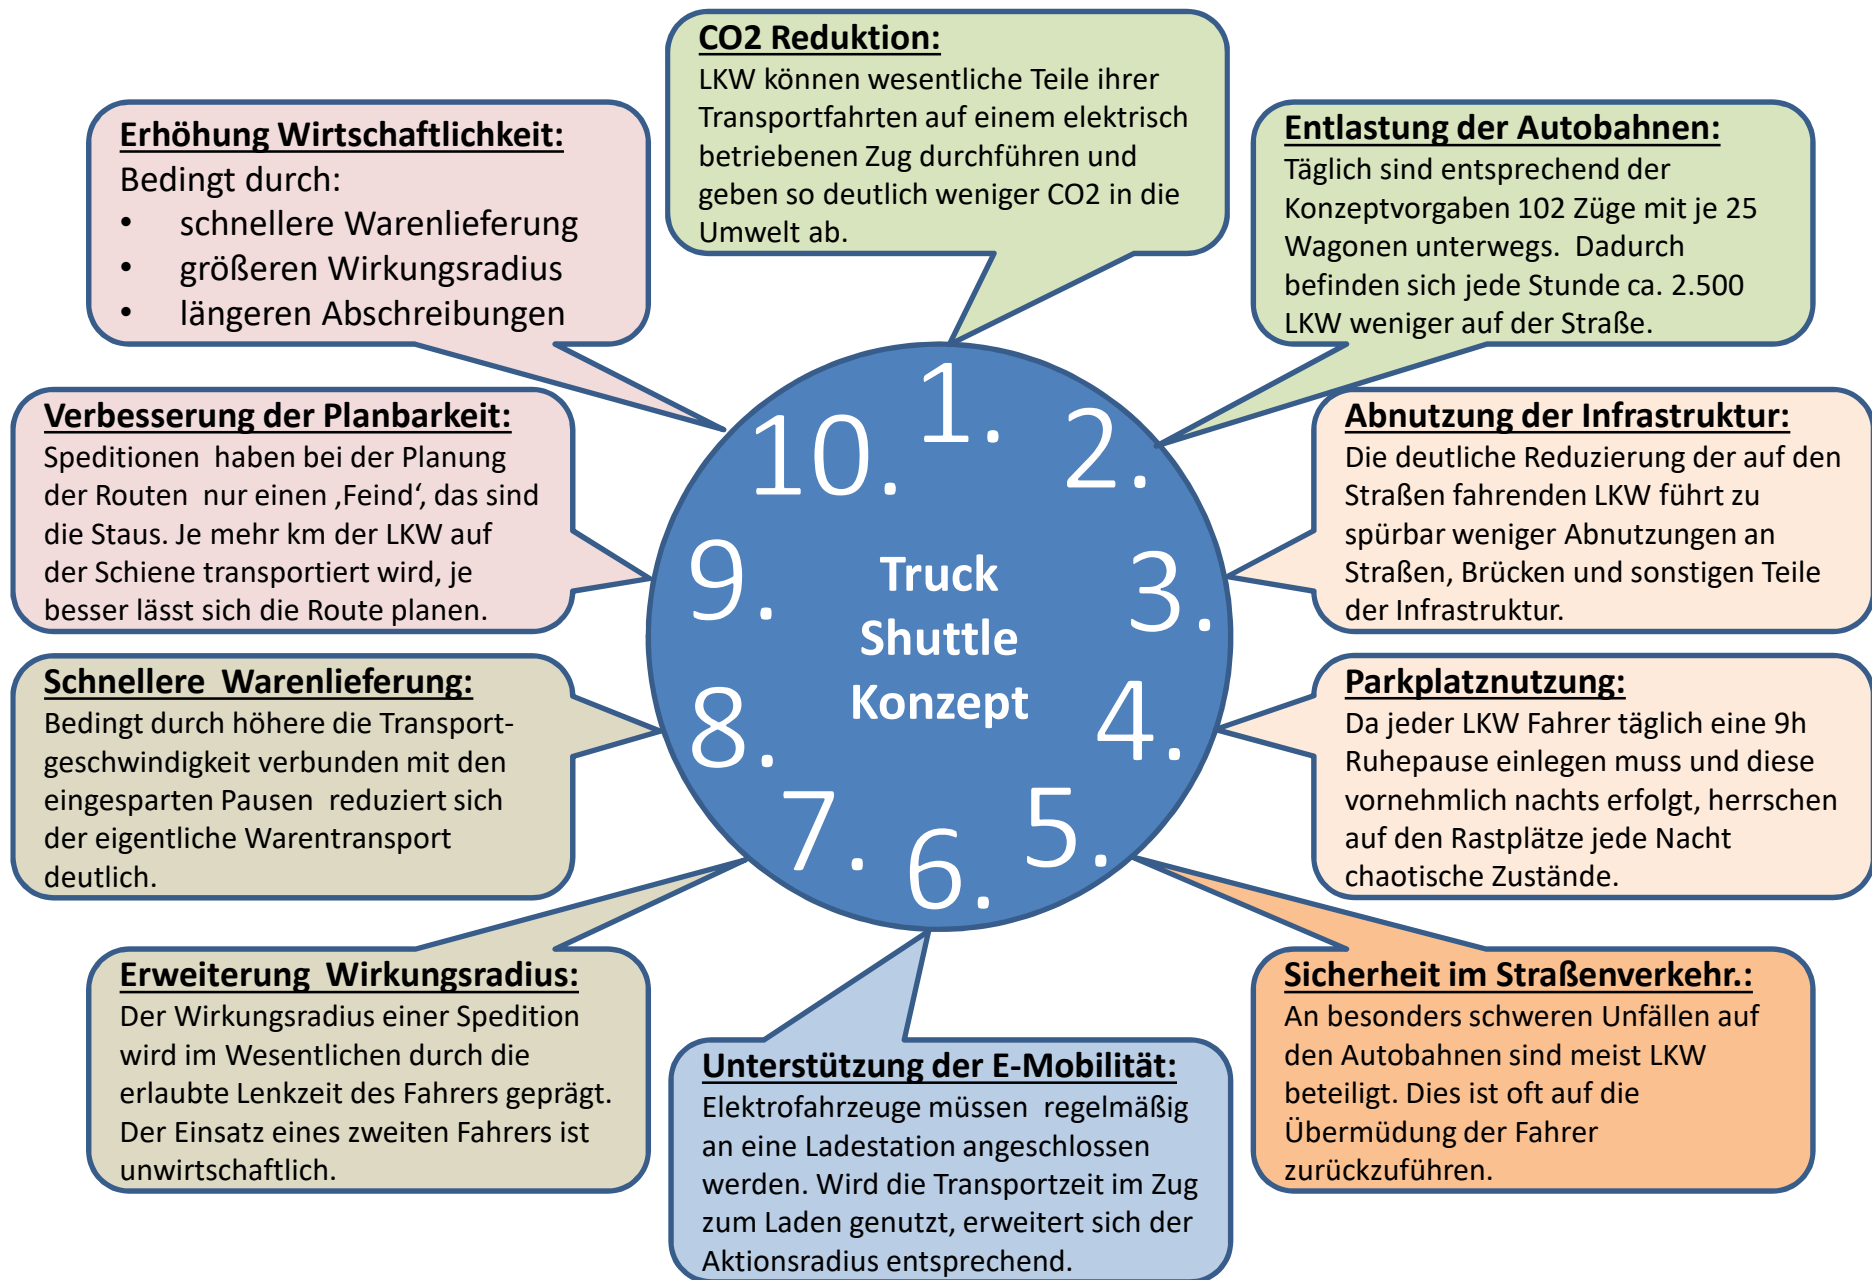 CO2 Reduktion:
LKW können wesentliche Teile ihrer
Transportfahrten auf einem elektrisch
betriebenen Zug durchführen und
geben so deutlich weniger CO2 in die
Umwelt ab.
Entlastung der Autobahnen:
Täglich sind entsprechend der
Konzeptvorgaben 102 Züge mit je 25
Wagonen unterwegs.  Dadurch
befinden sich jede Stunde ca. 2.500
LKW weniger auf der Straße.
Abnutzung der Infrastruktur:
Die deutliche Reduzierung der auf den
Straßen fahrenden LKW führt zu
spürbar weniger Abnutzungen an
Straßen, Brücken und sonstigen Teile
der Infrastruktur.
Parkplatznutzung:
Da jeder LKW Fahrer täglich eine 9h
Ruhepause einlegen muss und diese
vornehmlich nachts erfolgt, herrschen
auf den Rastplätze jede Nacht
chaotische Zustände.
Sicherheit im Straßenverkehr.:
An besonders schweren Unfällen auf
den Autobahnen sind meist LKW
beteiligt. Dies ist oft auf die
Übermüdung der Fahrer
zurückzuführen.
Unterstützung der E-Mobilität:
Elektrofahrzeuge müssen  regelmäßig
an eine Ladestation angeschlossen
werden. Wird die Transportzeit im Zug
zum Laden genutzt, erweitert sich der
Aktionsradius entsprechend.
Erweiterung  Wirkungsradius:
Der Wirkungsradius einer Spedition
wird im Wesentlichen durch die
erlaubte Lenkzeit des Fahrers geprägt.
Der Einsatz eines zweiten Fahrers ist
unwirtschaftlich.
Schnellere  Warenlieferung:
Bedingt durch höhere die Transport-
geschwindigkeit verbunden mit den
eingesparten Pausen  reduziert sich
der eigentliche Warentransport
deutlich.
Verbesserung der Planbarkeit:
Speditionen  haben bei der Planung
der Routen  nur einen ‚Feind‘, das sind
die Staus. Je mehr km der LKW auf
der Schiene transportiert wird, je
besser lässt sich die Route planen.
Erhöhung Wirtschaftlichkeit:
Bedingt durch:
• schnellere Warenlieferung
• größeren Wirkungsradius
• längeren Abschreibungen
1.
2.
3.
4.
5.
6.
7.
8.
9.
10.
Truck
Shuttle
Konzept